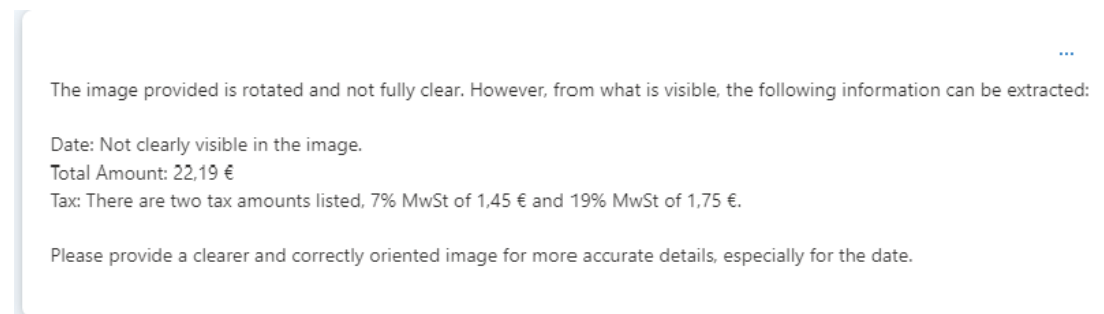 ...
The image provided is rotated and not fully clear. However, from what is visible, the following information can be extracted:
Date: Not clearly visible in the image.
Total Amount: 22,19 €
Tax: There are two tax amounts listed, 7% MwSt of 1,45 € and 19% MwSt of 1,75 €.
Please provide a clearer and correctly oriented image for more accurate details, especially for the date.